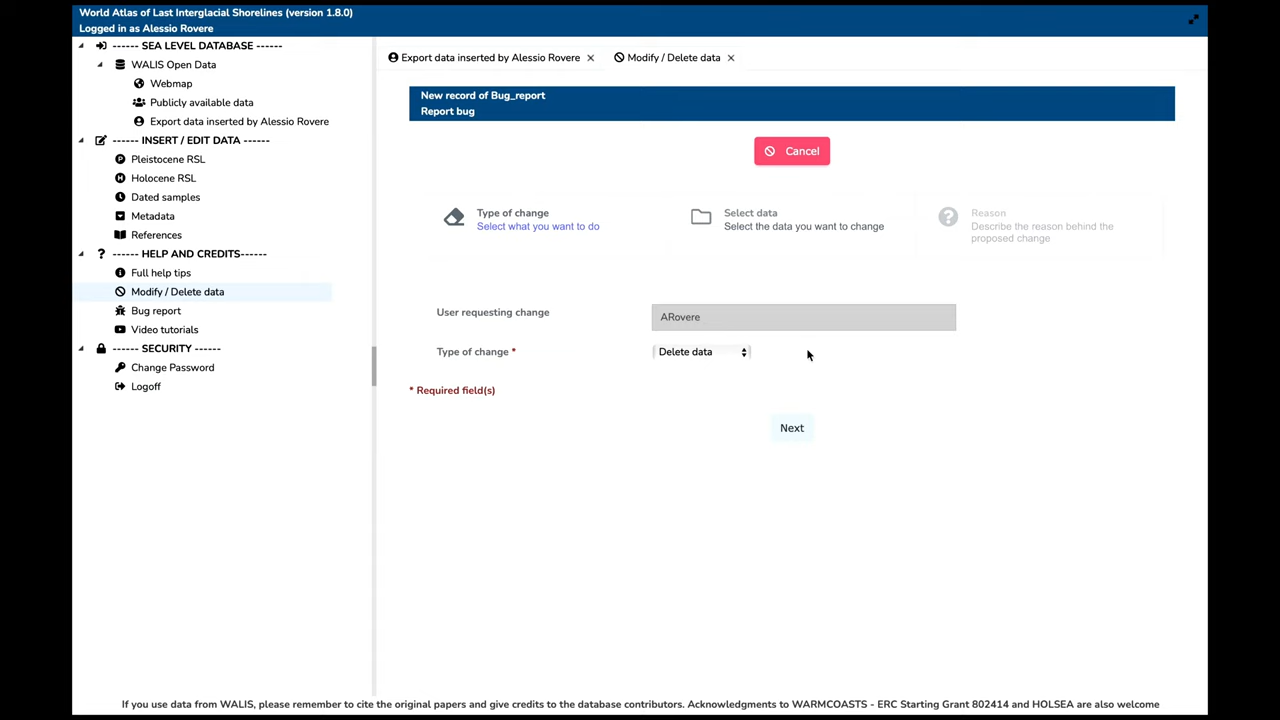 World Atlas of Last Interglacial Shorelines (version 1.8.0)
Logged in as Alessio Rovere
------ SEA LEVEL DATABASE ------
WALIS Open Data
Webmap
Publicly available data
Export data inserted by Alessio Rovere
------ INSERT / EDIT DATA ------
Pleistocene RSL
Holocene RSL
Dated samples
Metadata
References
------ HELP AND CREDITS------
Full help tips
Modify / Delete data
Bug report
Video tutorials
------ SECURITY ------
Change Password
Logoff
Export data inserted by Alessio Rovere
Modify / Delete data
New record of Bug_report
Report bug
Cancel
Type of change
Select what you want to do
Select data
Select the data you want to change
Reason
Describe the reason behind the
proposed change
User requesting change
ARovere
Type of change *
Delete data
* Required field(s)
Next
If you use data from WALIS, please remember to cite the original papers and give credits to the database contributors. Acknowledgments to WARMCOASTS - ERC Starting Grant 802414 and HOLSEA are also welcome